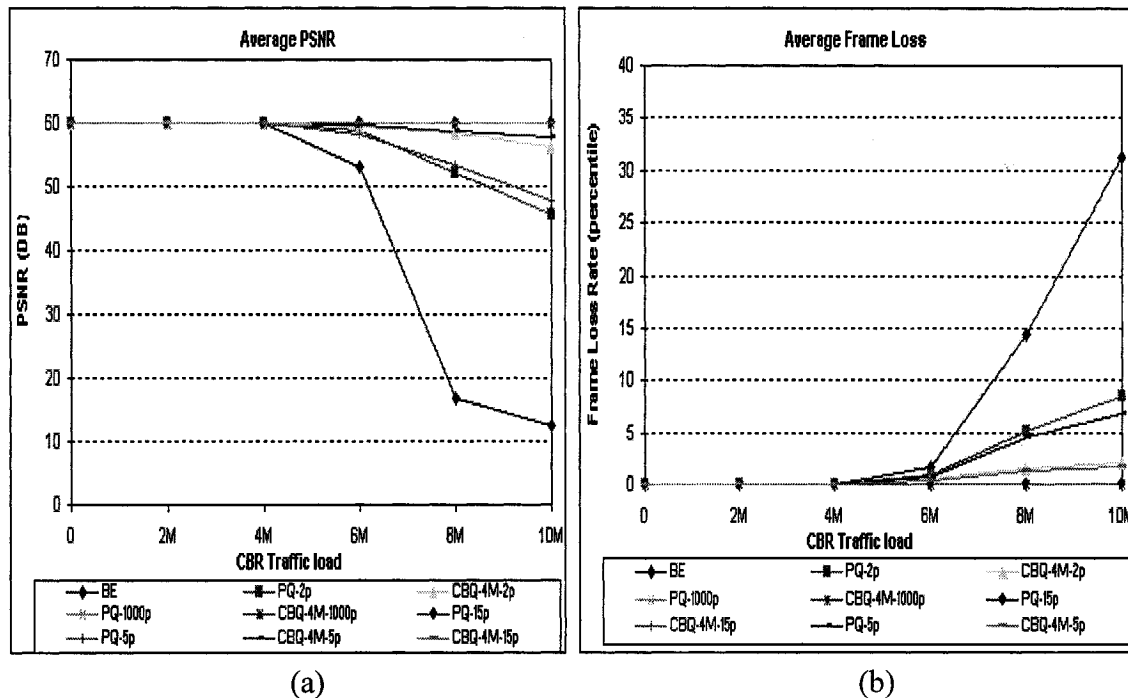 Average PSNR
70
60
50
40
30
20
10
0
PSNR (DB)
0 2M 4M 6M 8M 10M
CBR Traffic load
BE PQ-2p CBQ-4M-2p
PQ-1000p CBQ-4M-1000p PQ-15p
PQ-5p CBQ-4M-5p CBQ-4M-15p
(a)
Average Frame Loss
40
35
30
25
20
15
10
5
0
Frame Loss Rate (percentile)
0 2M 4M 6M 8M 10M
CBR Traffic load
BE PQ-2p CBQ-4M-2p
PQ-1000p CBQ-4M-1000p PQ-15p
CBQ-4M-15p PQ-5p CBQ-4M-5p
(b)